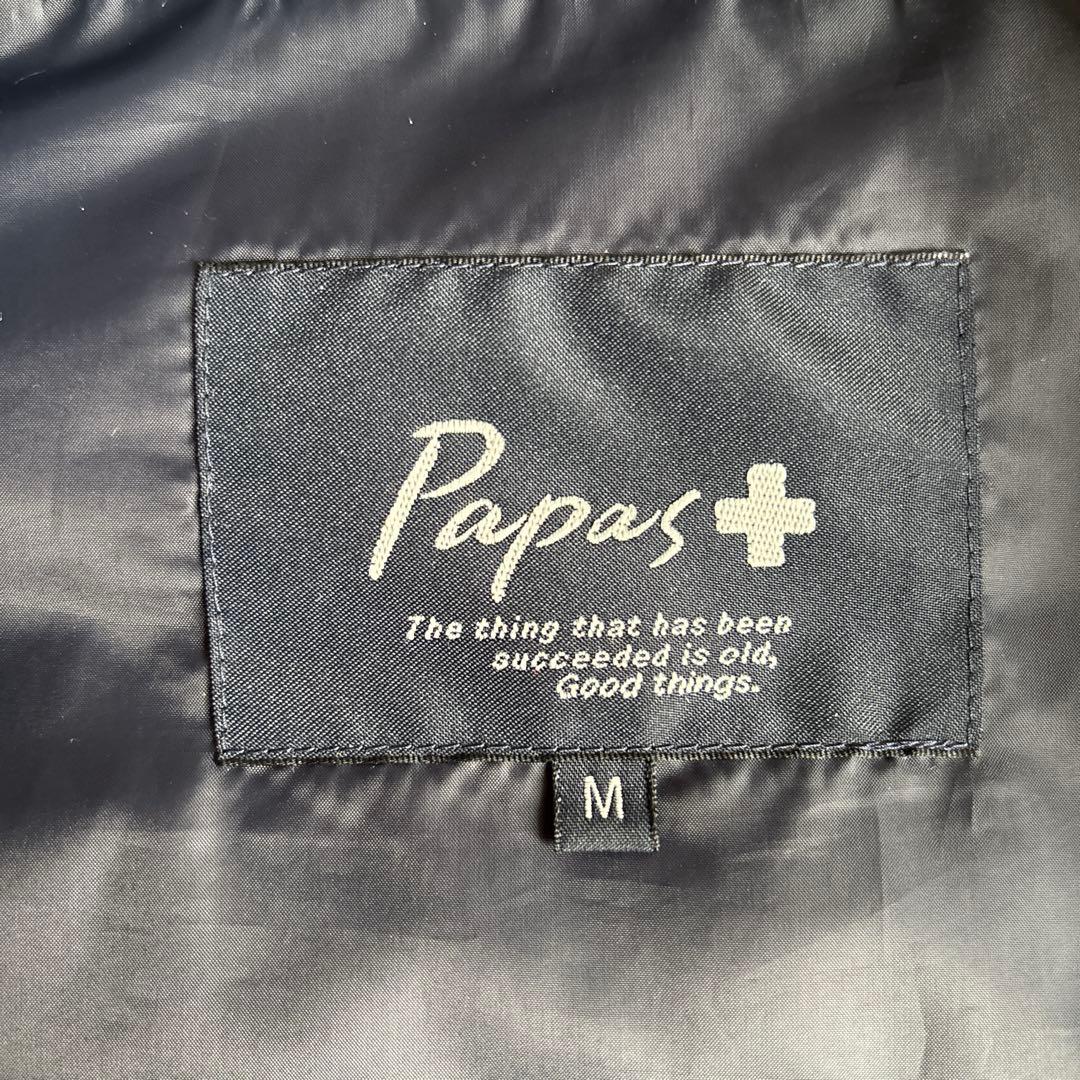 Papas+
The thing that has been
succeeded is old,
Good things.
M